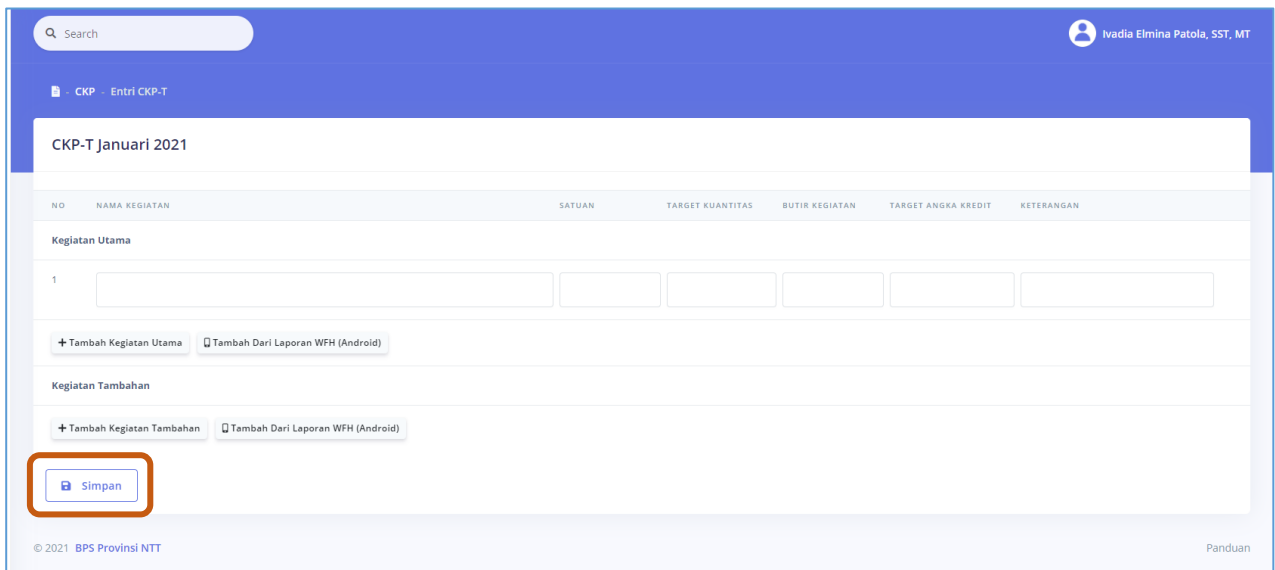 Search
Ivadia Elmina Patola, SST, MT
- CKP - Entri CKP-T
CKP-T Januari 2021
NO NAMA KEGIATAN SATUAN TARGET KUANTITAS BUTIR KEGIATAN TARGET ANGKA KREDIT KETERANGAN
Kegiatan Utama
1
+ Tambah Kegiatan Utama Tambah Dari Laporan WFH (Android)
Kegiatan Tambahan
+ Tambah Kegiatan Tambahan Tambah Dari Laporan WFH (Android)
Simpan
© 2021 BPS Provinsi NTT Panduan